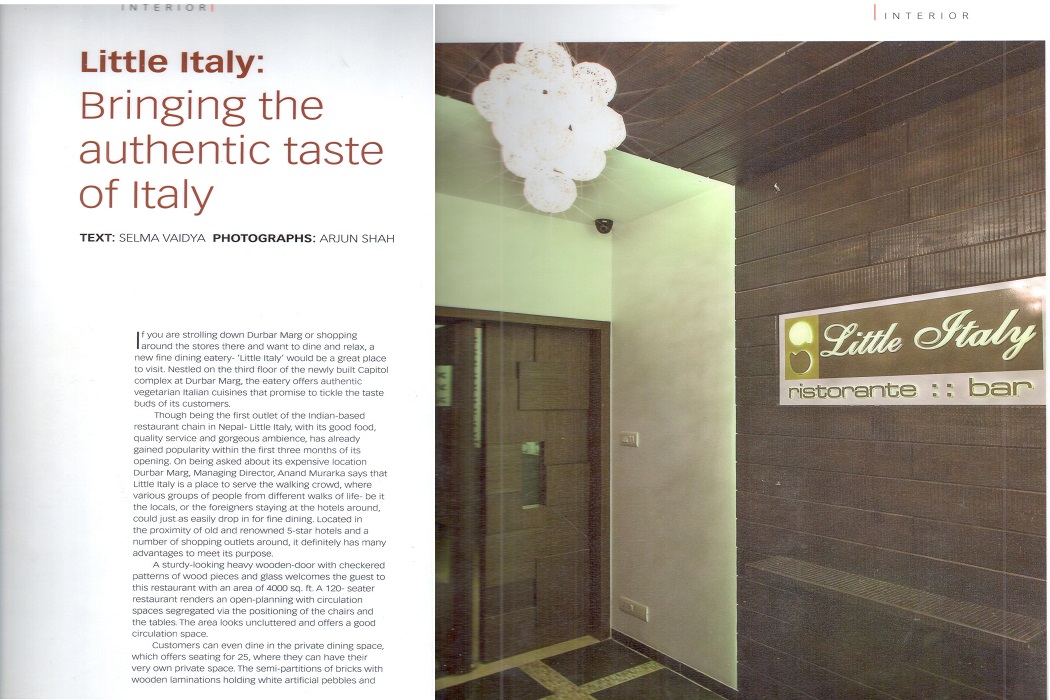 INTERIOR
Little Italy:
Bringing the
authentic taste
of Italy
TEXT: SELMA VAIDYA PHOTOGRAPHS: ARJUN SHAH
If you are strolling down Durbar Marg or shopping
around the stores there and want to dine and relax, a
new fine dining eatery- 'Little Italy' would be a great place
to visit. Nestled on the third floor of the newly built Capitol
complex at Durbar Marg, the eatery offers authentic
vegetarian Italian cuisines that promise to tickle the taste
buds of its customers.
Though being the first outlet of the Indian-based
restaurant chain in Nepal- Little Italy, with its good food,
quality service and gorgeous ambience, has already
gained popularity within the first three months of its
opening. On being asked about its expensive location
Durbar Marg, Managing Director, Anand Murarka says that
Little Italy is a place to serve the walking crowd, where
various groups of people from different walks of life- be it
the locals, or the foreigners staying at the hotels around,
could just as easily drop in for fine dining. Located in
the proximity of old and renowned 5-star hotels and a
number of shopping outlets around, it definitely has many
advantages to meet its purpose.
A sturdy-looking heavy wooden-door with checkered
patterns of wood pieces and glass welcomes the guest to
this restaurant with an area of 4000 sq. ft. A 120- seater
restaurant renders an open-planning with circulation
spaces segregated via the positioning of the chairs and
the tables. The area looks uncluttered and offers a good
circulation space.
Customers can even dine in the private dining space,
which offers seating for 25, where they can have their
very own private space. The semi-partitions of bricks with
wooden laminations holding white artificial pebbles and
INTERIOR
Little Italy
ristorante :: bar